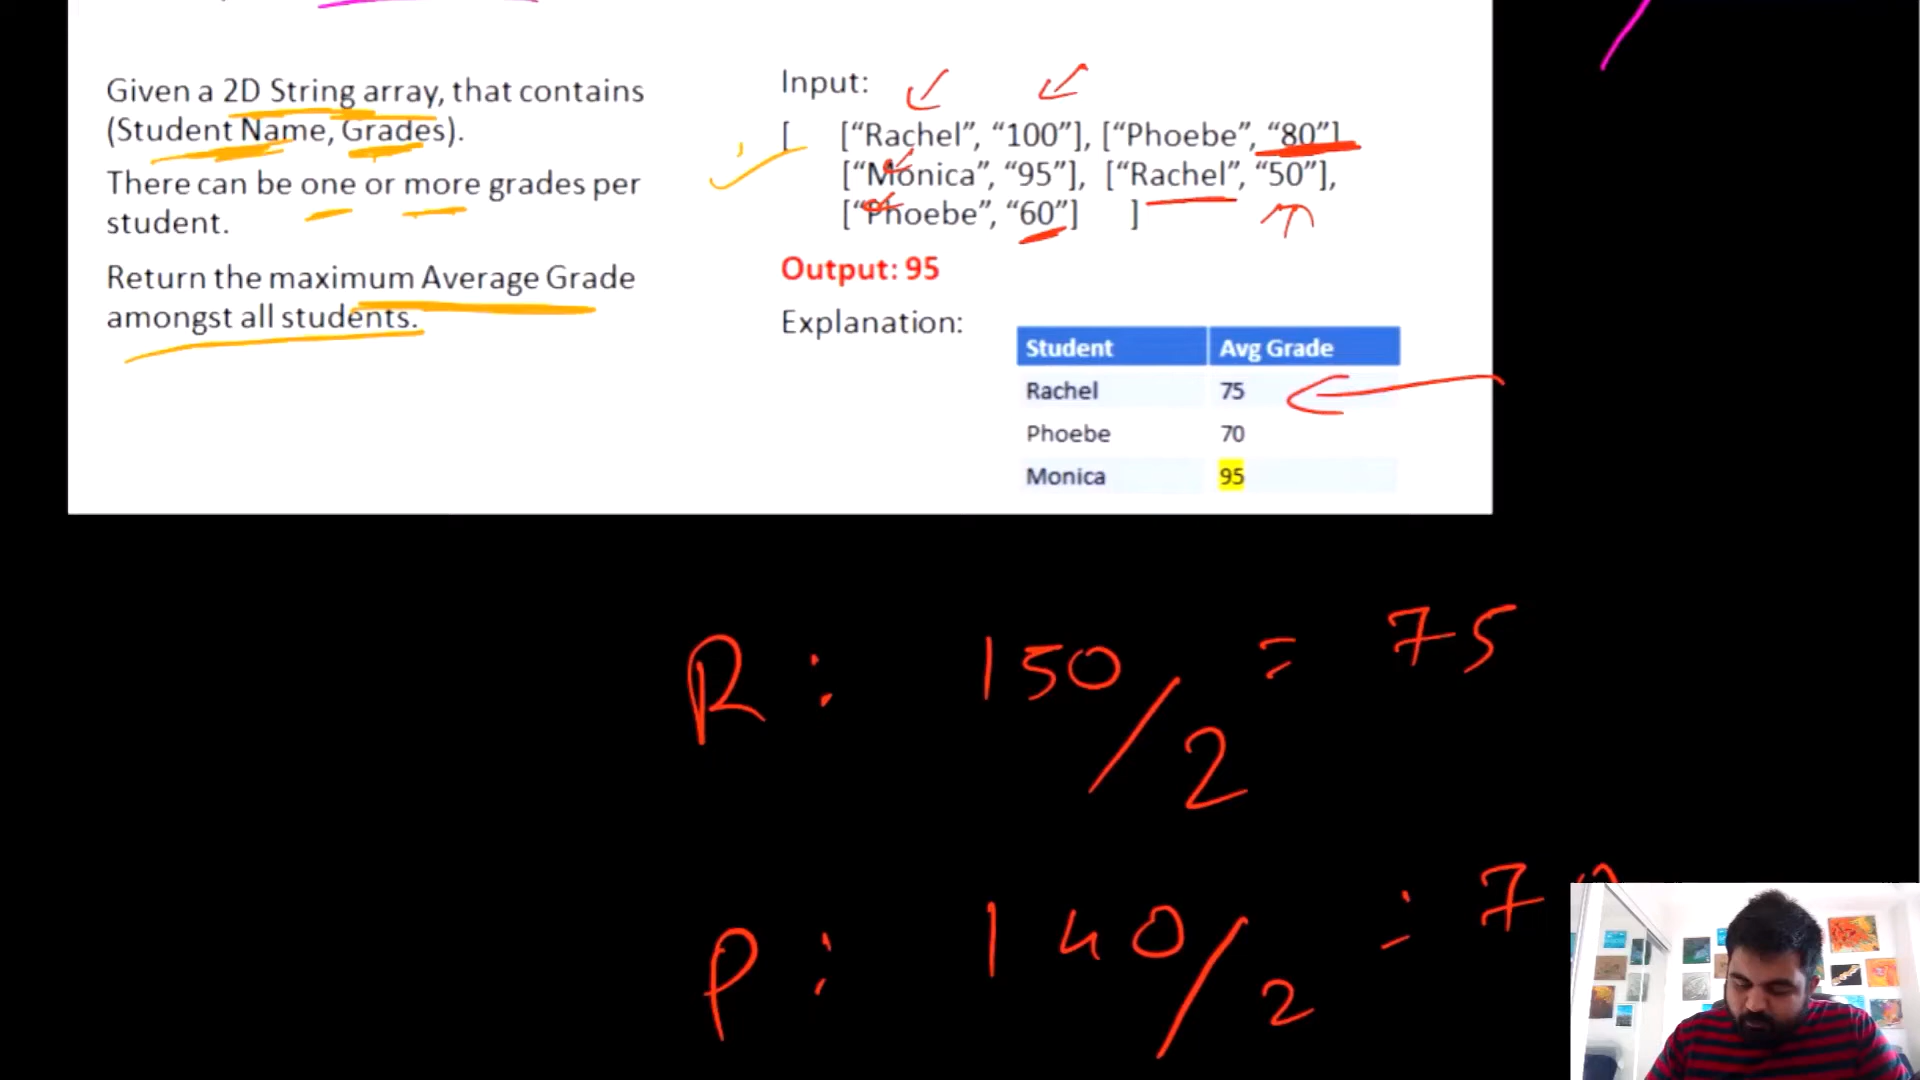 Given a 2D String array, that contains
(Student Name, Grades).
There can be one or more grades per
student.
Return the maximum Average Grade
amongst all students.
Input:
[ [“Rachel”, “100”], [“Phoebe”, “80”]
[“Monica”, “95”], [“Rachel”, “50”],
[“Phoebe”, “60”] ]
Output: 95
Explanation:
Student Avg Grade
Rachel 75
Phoebe 70
Monica 95
R: 150/2 = 75
P: 140/2 = 70